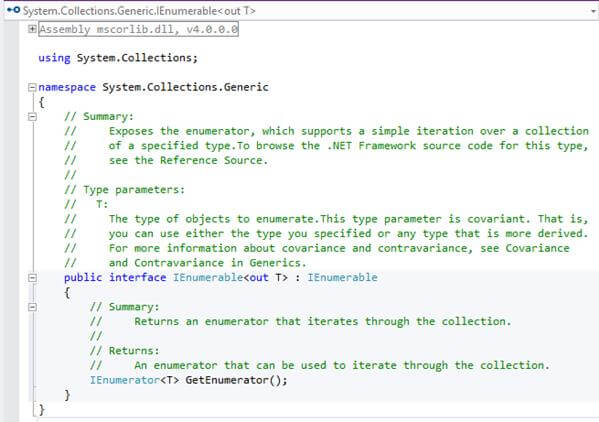 System.Collections.Generic.IEnumerable<out T>
Assembly mscorlib.dll, v4.0.0.0
using System.Collections;
namespace System.Collections.Generic
{
// Summary:
//     Exposes the enumerator, which supports a simple iteration over a collection
//     of a specified type.To browse the .NET Framework source code for this type,
//     see the Reference Source.
//
// Type parameters:
//   T:
//     The type of objects to enumerate.This type parameter is covariant. That is,
//     you can use either the type you specified or any type that is more derived.
//     For more information about covariance and contravariance, see Covariance
//     and Contravariance in Generics.
public interface IEnumerable<out T> : IEnumerable
{
// Summary:
//     Returns an enumerator that iterates through the collection.
//
// Returns:
//     An enumerator that can be used to iterate through the collection.
IEnumerator<T> GetEnumerator();
}
}